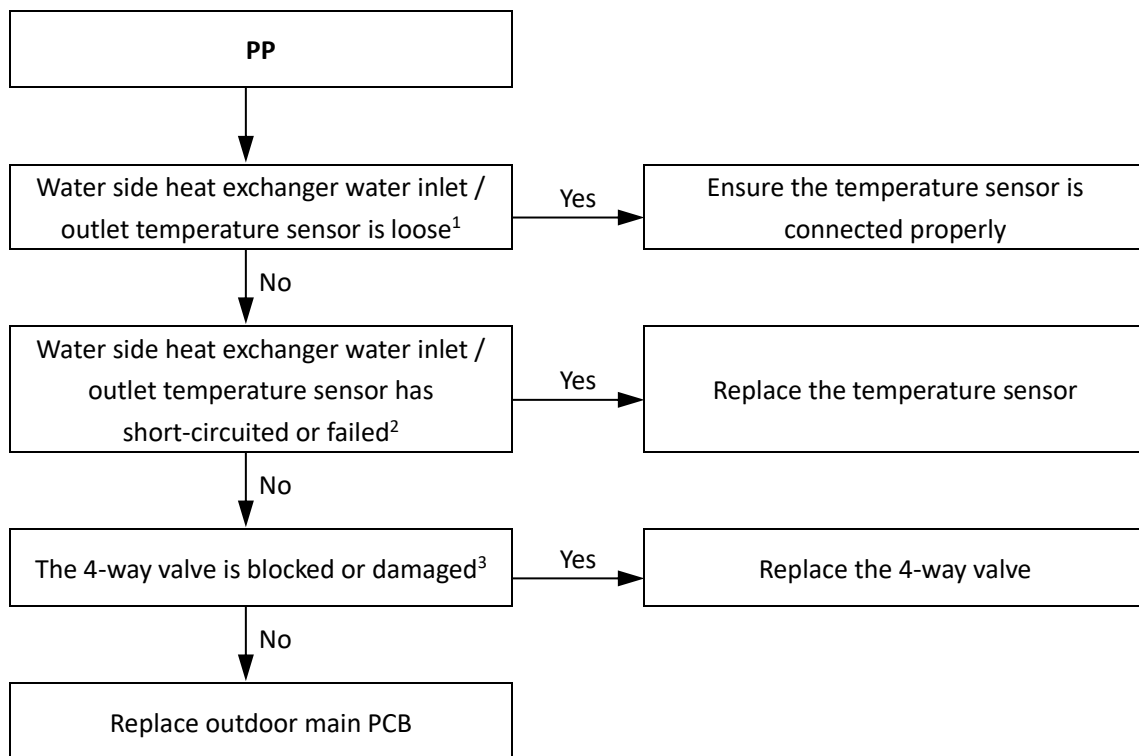 PP
Water side heat exchanger water inlet /
outlet temperature sensor is loose¹
Yes
Ensure the temperature sensor is
connected properly
No
Water side heat exchanger water inlet /
outlet temperature sensor has
short-circuited or failed²
Yes
Replace the temperature sensor
No
The 4-way valve is blocked or damaged³
Yes
Replace the 4-way valve
No
Replace outdoor main PCB